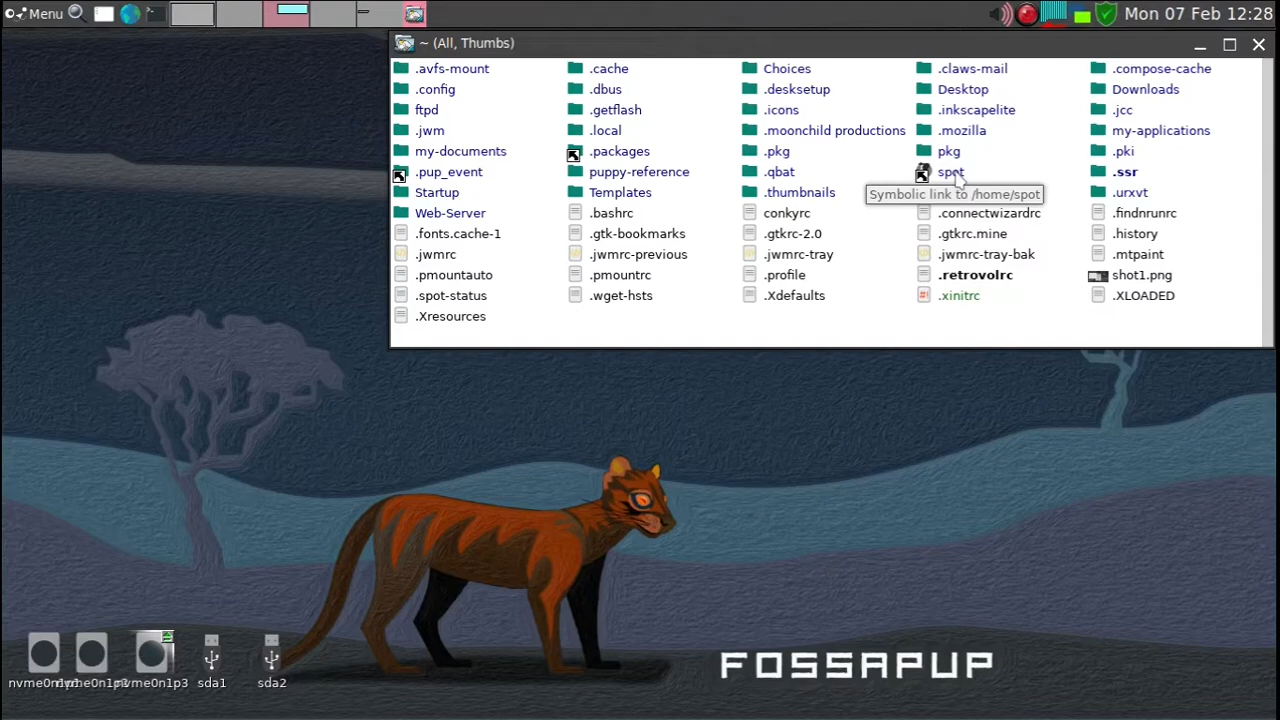 Menu
Mon 07 Feb 12:28
~ (All, Thumbs)
.avfs-mount .cache Choices .claws-mail .compose-cache
.config .dbus .desksetup Desktop Downloads
ftpd .getflash .icons .inkscapelite .jcc
.jwm .local .moonchild productions .mozilla my-applications
my-documents .packages .pkg pkg .pki
.pup_event puppy-reference .qbat spot .ssr
Startup Templates .thumbnails .urxvt
Symbolic link to /home/spot
Web-Server .bashrc conkyrc .connectwizardrc .findnrunrc
.fonts.cache-1 .gtk-bookmarks .gtkrc-2.0 .gtkrc.mine .history
.jwmrc .jwmrc-previous .jwmrc-tray .jwmrc-tray-bak .mtpaint
.pmountauto .pmountrc .profile .retrovolrc shot1.png
.spot-status .wget-hsts .Xdefaults .xinitrc .XLOADED
.Xresources
FOSSAPUP
nvme0n1p3 sda1 sda2